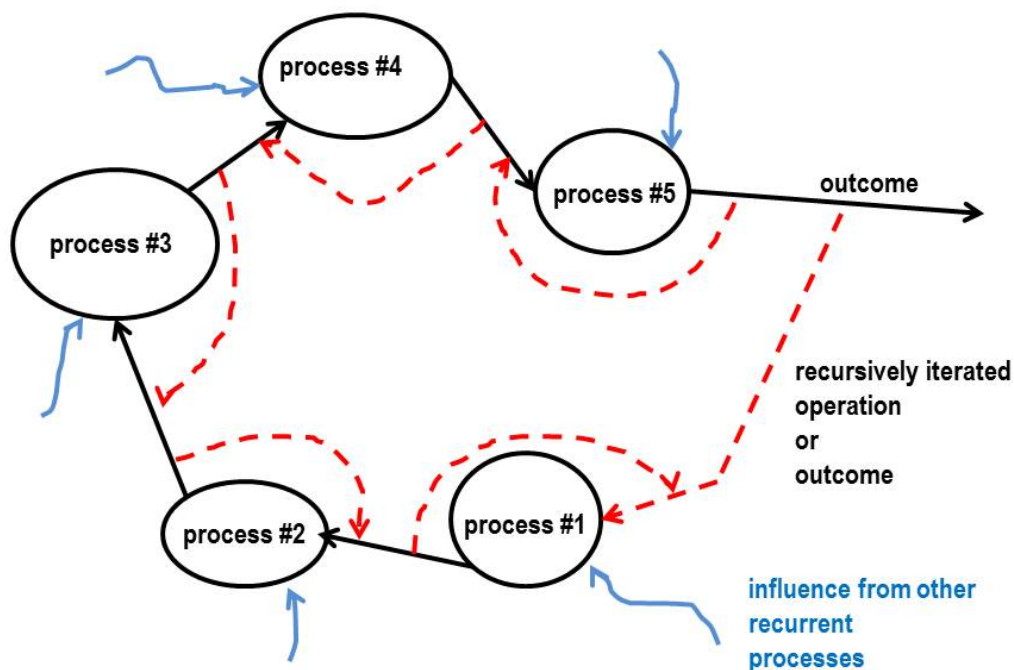 process #4
process #5
outcome
process #3
recursively iterated
operation
or
outcome
process #2
process #1
influence from other
recurrent
processes